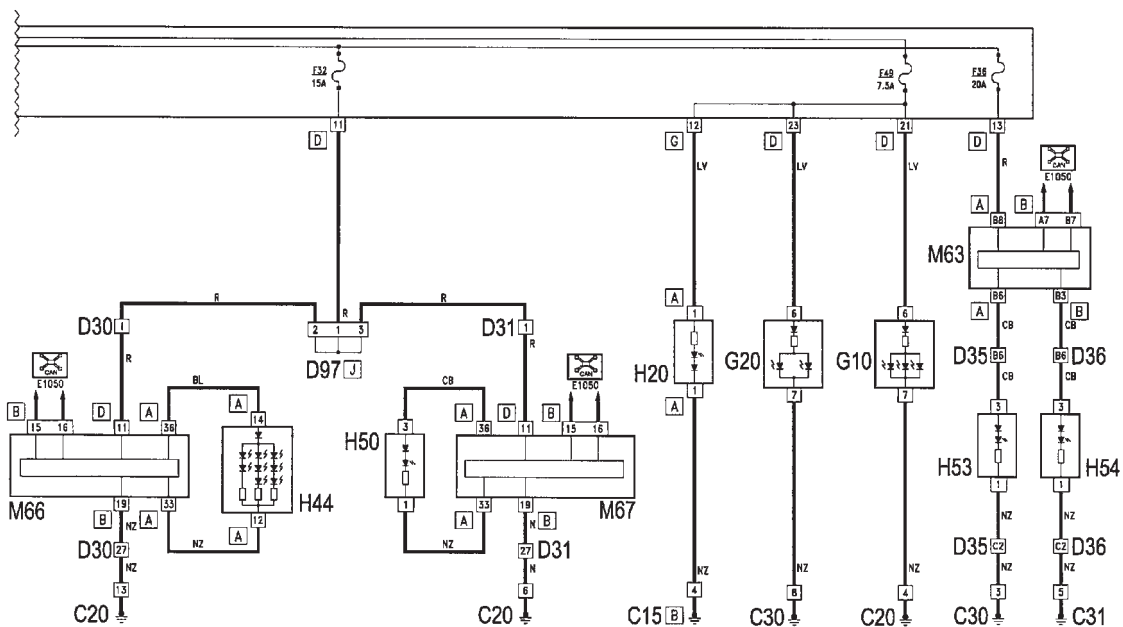 F32
15A
F49
7.5A
F36
20A
11
12
23
21
13
D
G
D
D
D
R
LV
LV
LV
CAN
E1050
A
B
B8
A7
B7
M63
B6
B3
A
B
CB
CB
D35
B6
B6
D36
CB
CB
R
R
R
D30
1
2
1
3
D31
1
D97
J
R
R
CAN
E1050
CAN
E1050
BL
CB
B
D
A
A
15
16
11
36
14
H44
H50
3
A
D
B
36
11
15
16
A
1
H20
6
G20
6
G10
3
H53
3
H54
M66
19
33
12
B
A
A
1
33
19
A
B
M67
1
A
7
7
1
1
NZ
NZ
NZ
N
NZ
NZ
D30
27
27
D31
D35
C2
C2
D36
NZ
N
NZ
NZ
NZ
NZ
NZ
13
6
4
8
4
3
5
C20
C20
C15
B
C30
C20
C30
C31